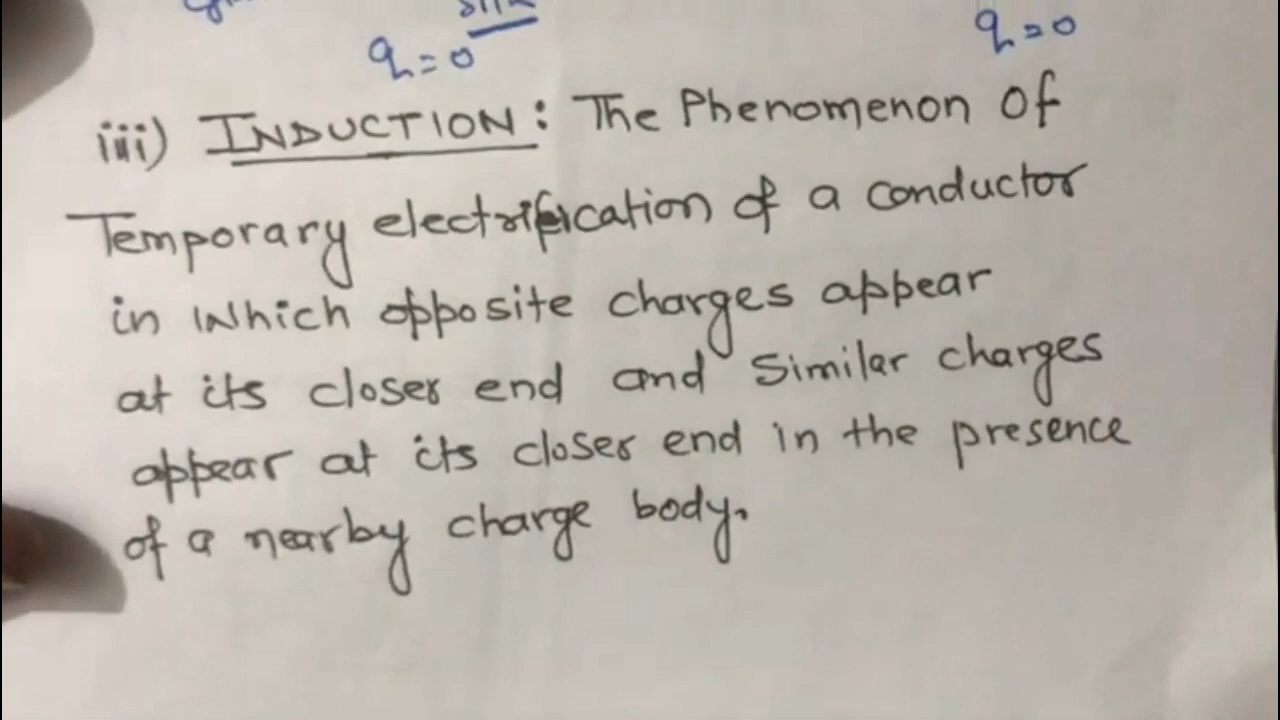 q=0
q=0
iii) INDUCTION: The Phenomenon of
Temporary electrification of a conductor
in which opposite charges appear
at its closer end and similar charges
appear at its closer end in the presence
of a nearby charge body.